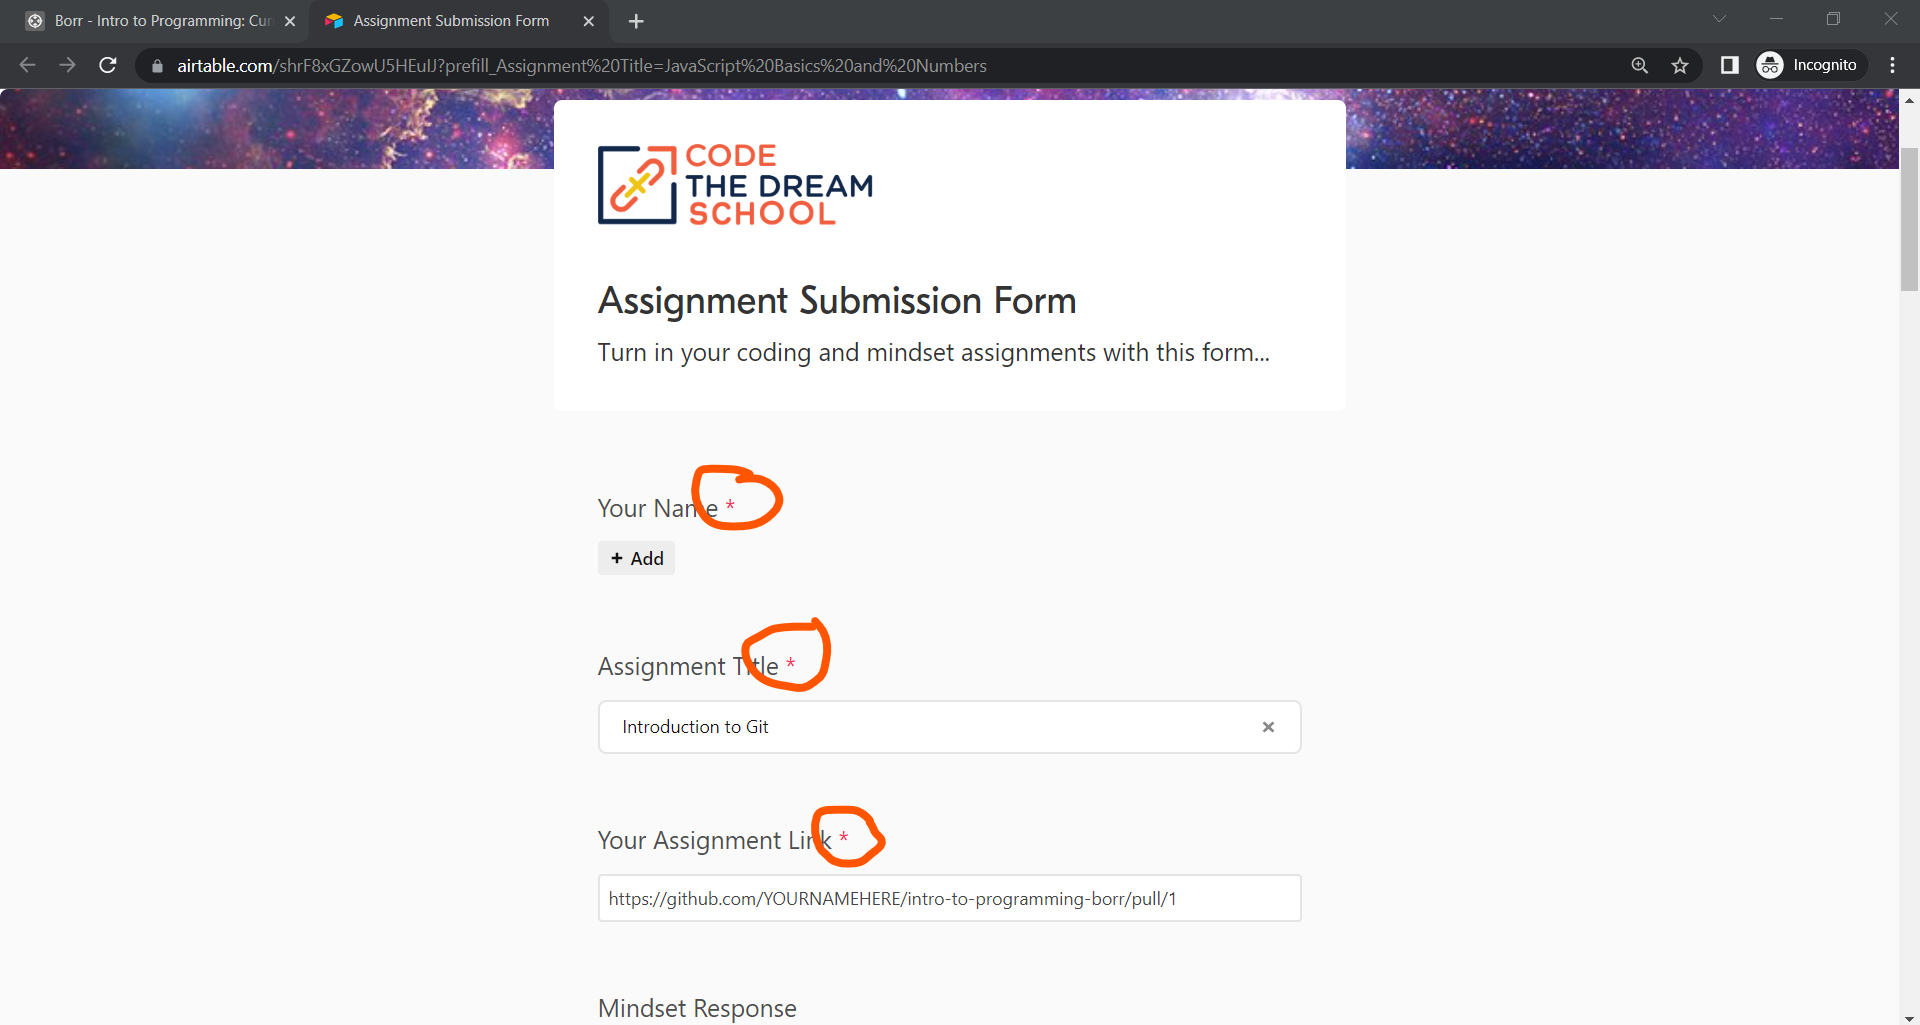 Borr - Intro to Programming: Cur
Assignment Submission Form
airtable.com/shrF8xGZowU5HEuIJ?prefill_Assignment%20Title=JavaScript%20Basics%20and%20Numbers
Incognito
CODE
THE DREAM
SCHOOL
Assignment Submission Form
Turn in your coding and mindset assignments with this form...
Your Name *
+ Add
Assignment Title *
Introduction to Git
Your Assignment Link *
https://github.com/YOURNAMEHERE/intro-to-programming-borr/pull/1
Mindset Response